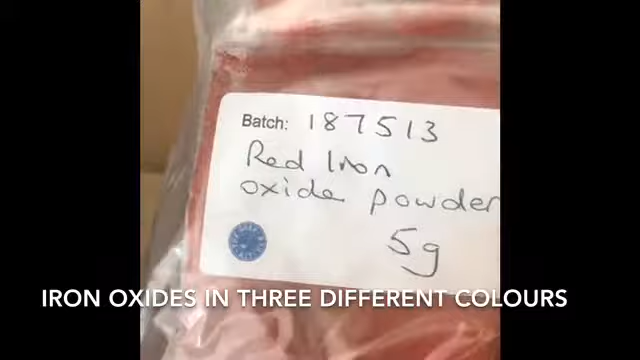 Batch: 187513
Red Iron
oxide powder
5g
IRON OXIDES IN THREE DIFFERENT COLOURS